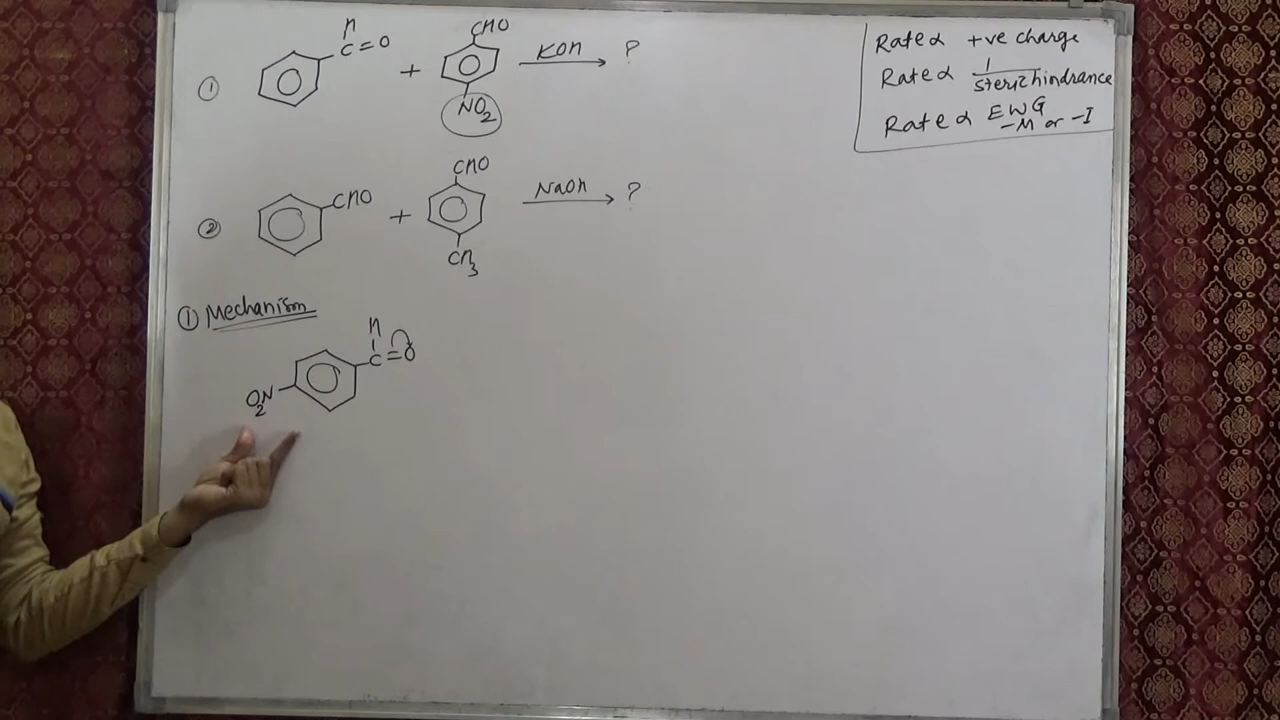 ① H C=O + CHO NO2 KOH ?
② CHO + CHO CH3 NaOH ?
① Mechanism
H
C=O
O2N
Rate α +ve charge
Rate α 1/steric hindrance
Rate α EWG
-M or -I